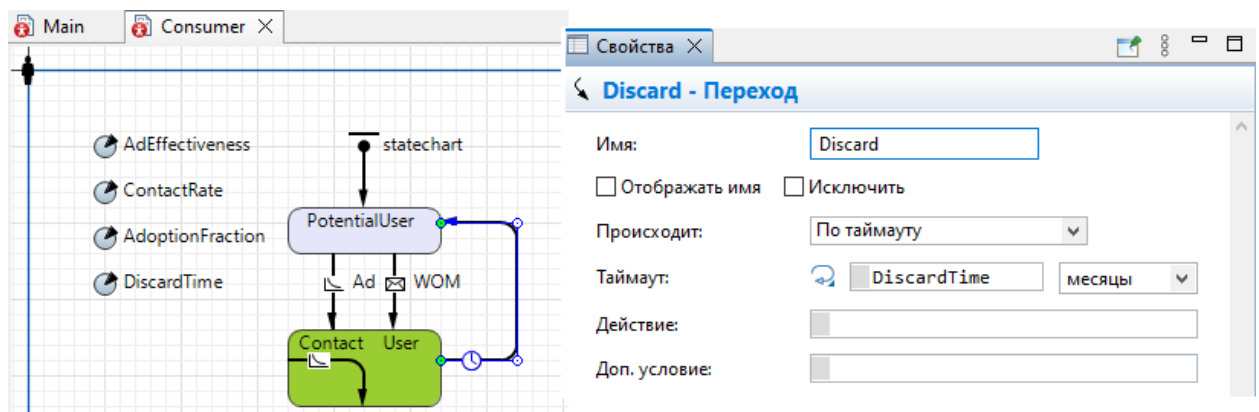 Main
Consumer
AdEffectiveness
statechart
ContactRate
PotentialUser
AdoptionFraction
DiscardTime
Ad
WOM
Contact
User
Свойства
Discard - Переход
Имя:
Discard
Отображать имя
Исключить
Происходит:
По таймауту
Таймаут:
DiscardTime
месяцы
Действие:
Доп. условие: